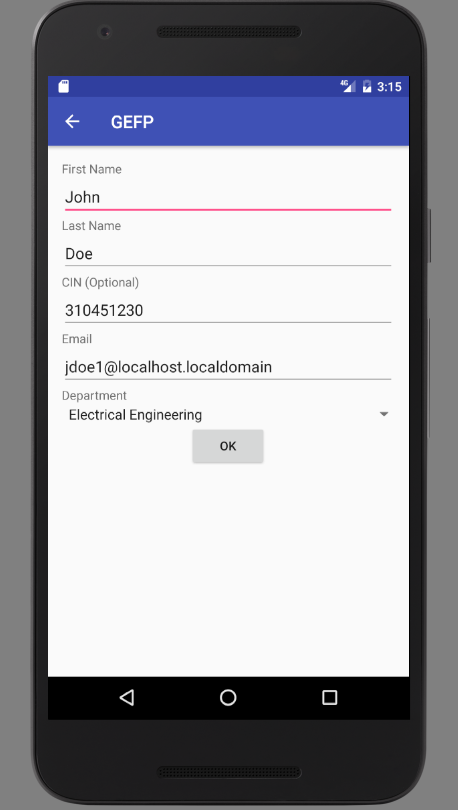 4G 3:15
GEFP
First Name
John
Last Name
Doe
CIN (Optional)
310451230
Email
jdoe1@localhost.localdomain
Department
Electrical Engineering
OK